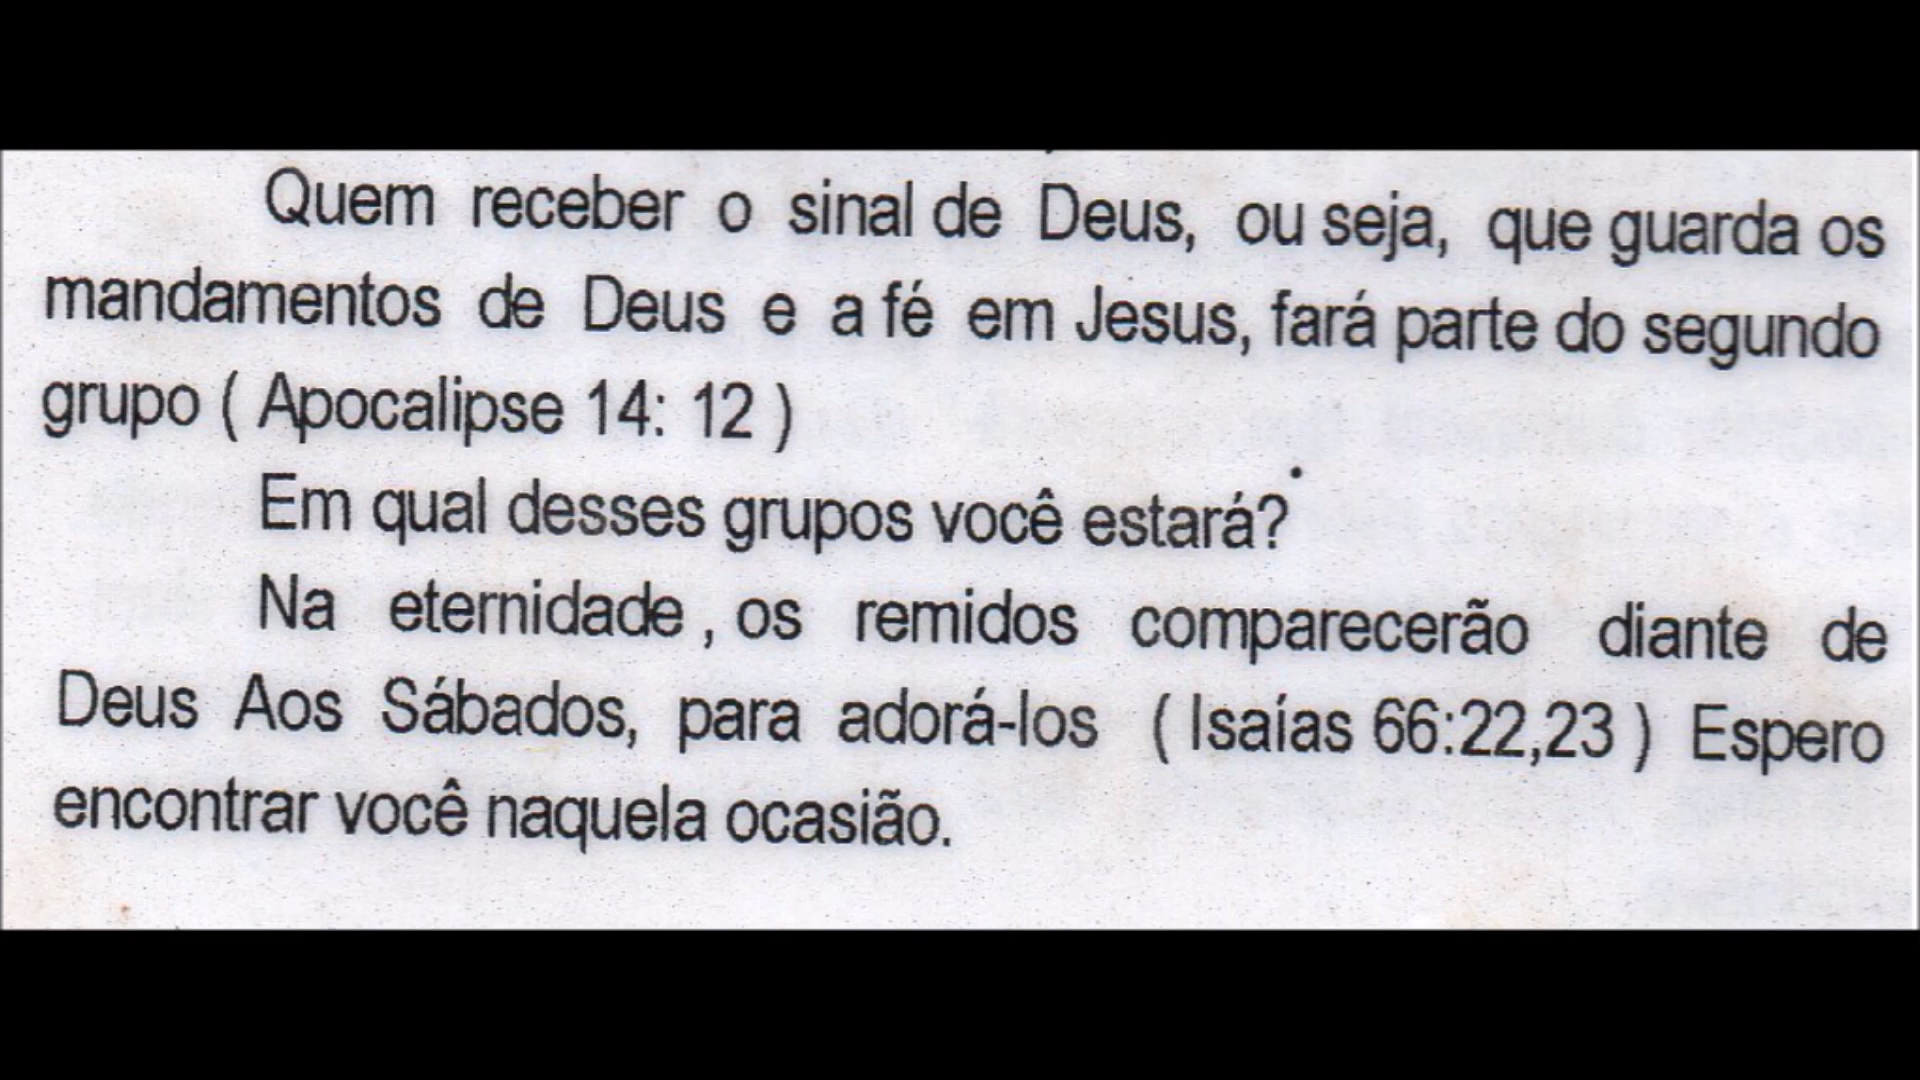 Quem receber o sinal de Deus, ou seja, que guarda os
mandamentos de Deus e a fé em Jesus, fará parte do segundo
grupo ( Apocalipse 14: 12 )
Em qual desses grupos você estará?
Na eternidade , os remidos comparecerão diante de
Deus Aos Sábados, para adorá-los ( Isaías 66:22,23 ) Espero
encontrar você naquela ocasião.